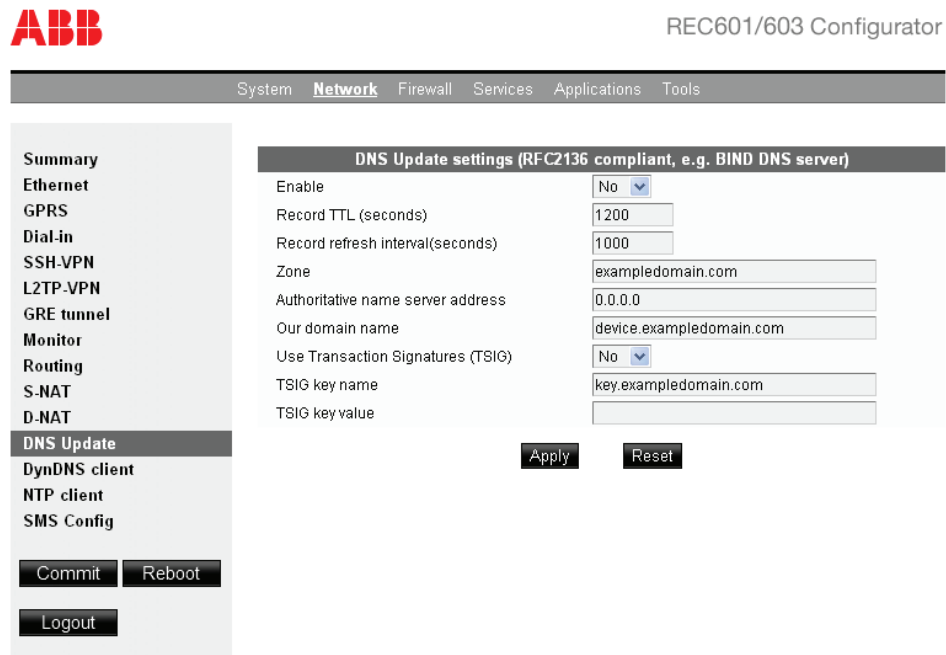 ABB
REC601/603 Configurator
System Network Firewall Services Applications Tools
Summary
Ethernet
GPRS
Dial-in
SSH-VPN
L2TP-VPN
GRE tunnel
Monitor
Routing
S-NAT
D-NAT
DNS Update
DynDNS client
NTP client
SMS Config
Commit Reboot
Logout
DNS Update settings (RFC2136 compliant, e.g. BIND DNS server)
Enable No
Record TTL (seconds) 1200
Record refresh interval(seconds) 1000
Zone exampledomain.com
Authoritative name server address 0.0.0.0
Our domain name device.exampledomain.com
Use Transaction Signatures (TSIG) No
TSIG key name key.exampledomain.com
TSIG key value
Apply Reset